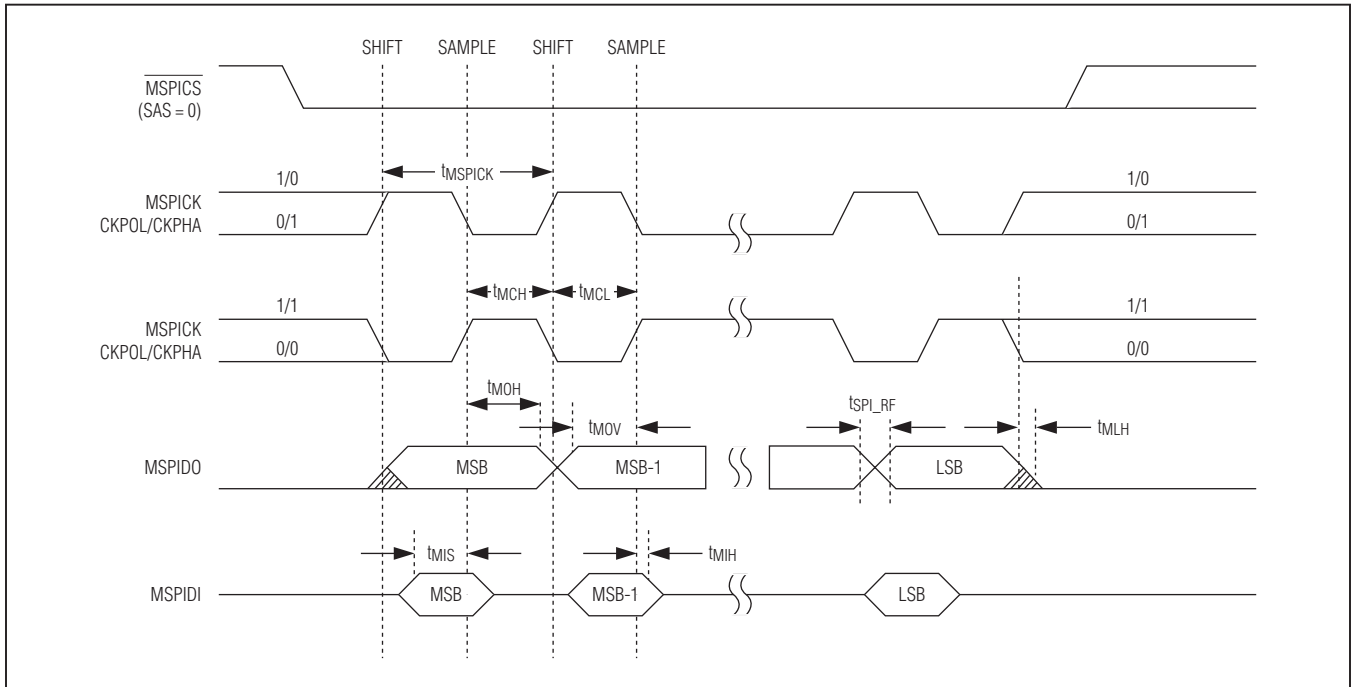 SHIFT SAMPLE SHIFT SAMPLE
MSPICS
(SAS = 0)
tMSPICK
1/0 1/0
MSPICK
CKPOL/CKPHA
0/1 0/1
tMCH tMCL
1/1 1/1
MSPICK
CKPOL/CKPHA
0/0 0/0
tMOH
tMOV
tSPI_RF
tMLH
MSPIDO
MSB MSB-1 LSB
tMIS
tMIH
MSPIDI
MSB MSB-1 LSB